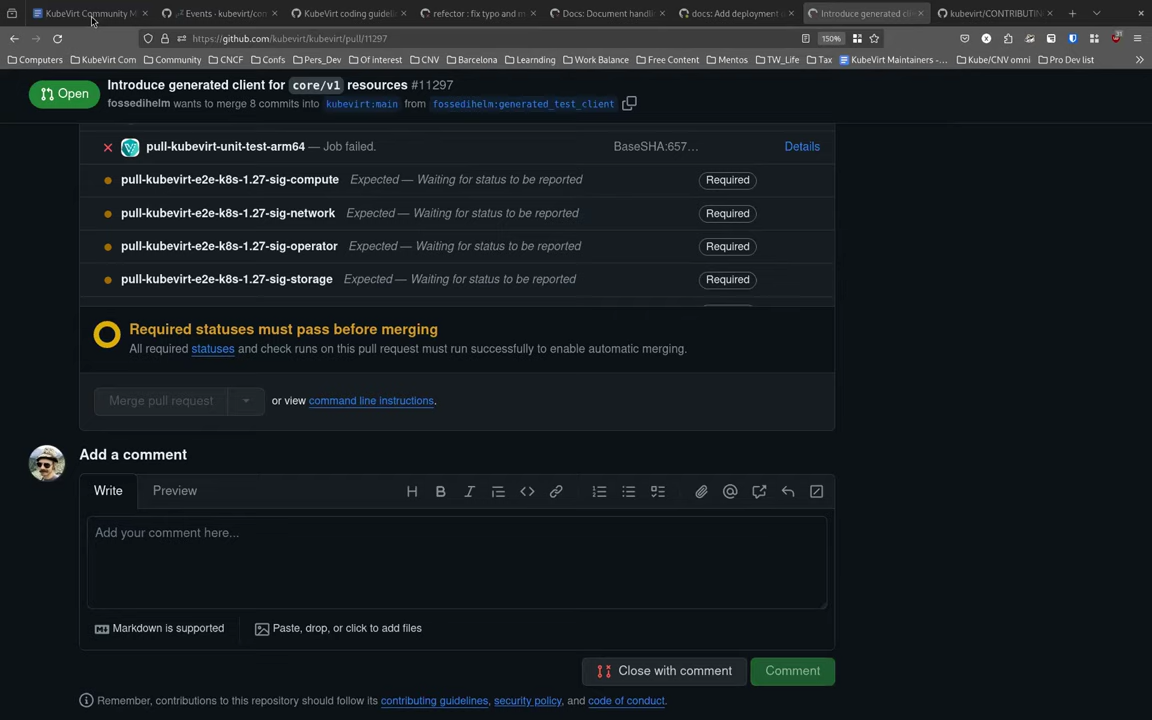 KubeVirt Community M
Events · kubevirt/com
KubeVirt coding guideli
refector : fix typo and m
Docs: Document handli
docs: Add deployment
Introduce generated clie
kubevirt/CONTRIBUTIN
https://github.com/kubevirt/kubevirt/pull/11297
150%
31
Computers
KubeVirt Com
Community
CNCF
Confs
Pers_Dev
Of interest
CNV
Barcelona
Learnding
Work Balance
Free Content
Mentos
TW_Life
Tax
KubeVirt Maintainers -...
Kube/CNV omni
Pro Dev list
Open
Introduce generated client for core/v1 resources #11297
fossedihelm wants to merge 8 commits into kubevirt:main from fossedihelm:generated_test_client
pull-kubevirt-unit-test-arm64 — Job failed. BaseSHA:657... Details
pull-kubevirt-e2e-k8s-1.27-sig-compute Expected — Waiting for status to be reported Required
pull-kubevirt-e2e-k8s-1.27-sig-network Expected — Waiting for status to be reported Required
pull-kubevirt-e2e-k8s-1.27-sig-operator Expected — Waiting for status to be reported Required
pull-kubevirt-e2e-k8s-1.27-sig-storage Expected — Waiting for status to be reported Required
Required statuses must pass before merging
All required statuses and check runs on this pull request must run successfully to enable automatic merging.
Merge pull request or view command line instructions.
Add a comment
Write Preview
Add your comment here...
Markdown is supported Paste, drop, or click to add files
Close with comment Comment
Remember, contributions to this repository should follow its contributing guidelines, security policy, and code of conduct.